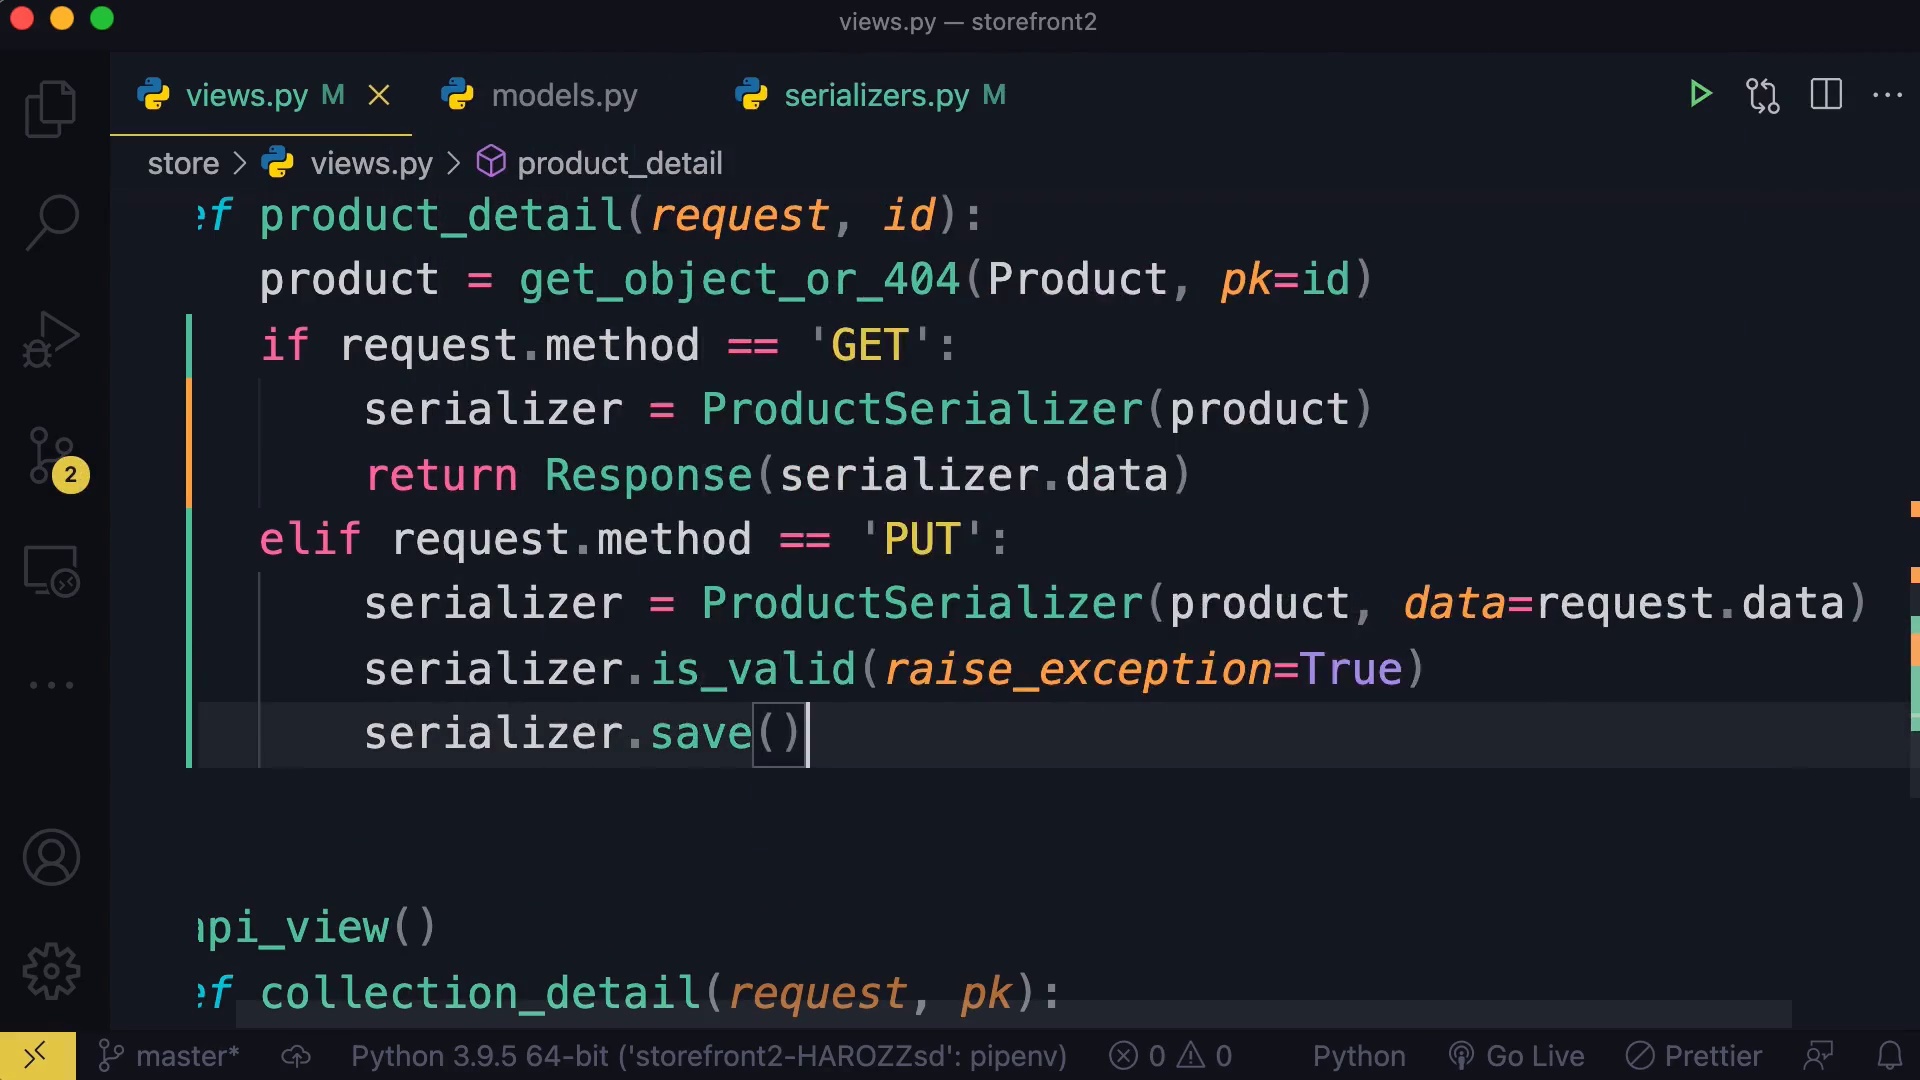 views.py — storefront2
views.py M
models.py
serializers.py M
store > views.py > product_detail
ef product_detail(request, id):
product = get_object_or_404(Product, pk=id)
if request.method == 'GET':
serializer = ProductSerializer(product)
return Response(serializer.data)
elif request.method == 'PUT':
serializer = ProductSerializer(product, data=request.data)
serializer.is_valid(raise_exception=True)
serializer.save()
2
api_view()
ef collection_detail(request, pk):
master* Python 3.9.5 64-bit ('storefront2-HAROZZsd': pipenv) 0 0 Python Go Live Prettier